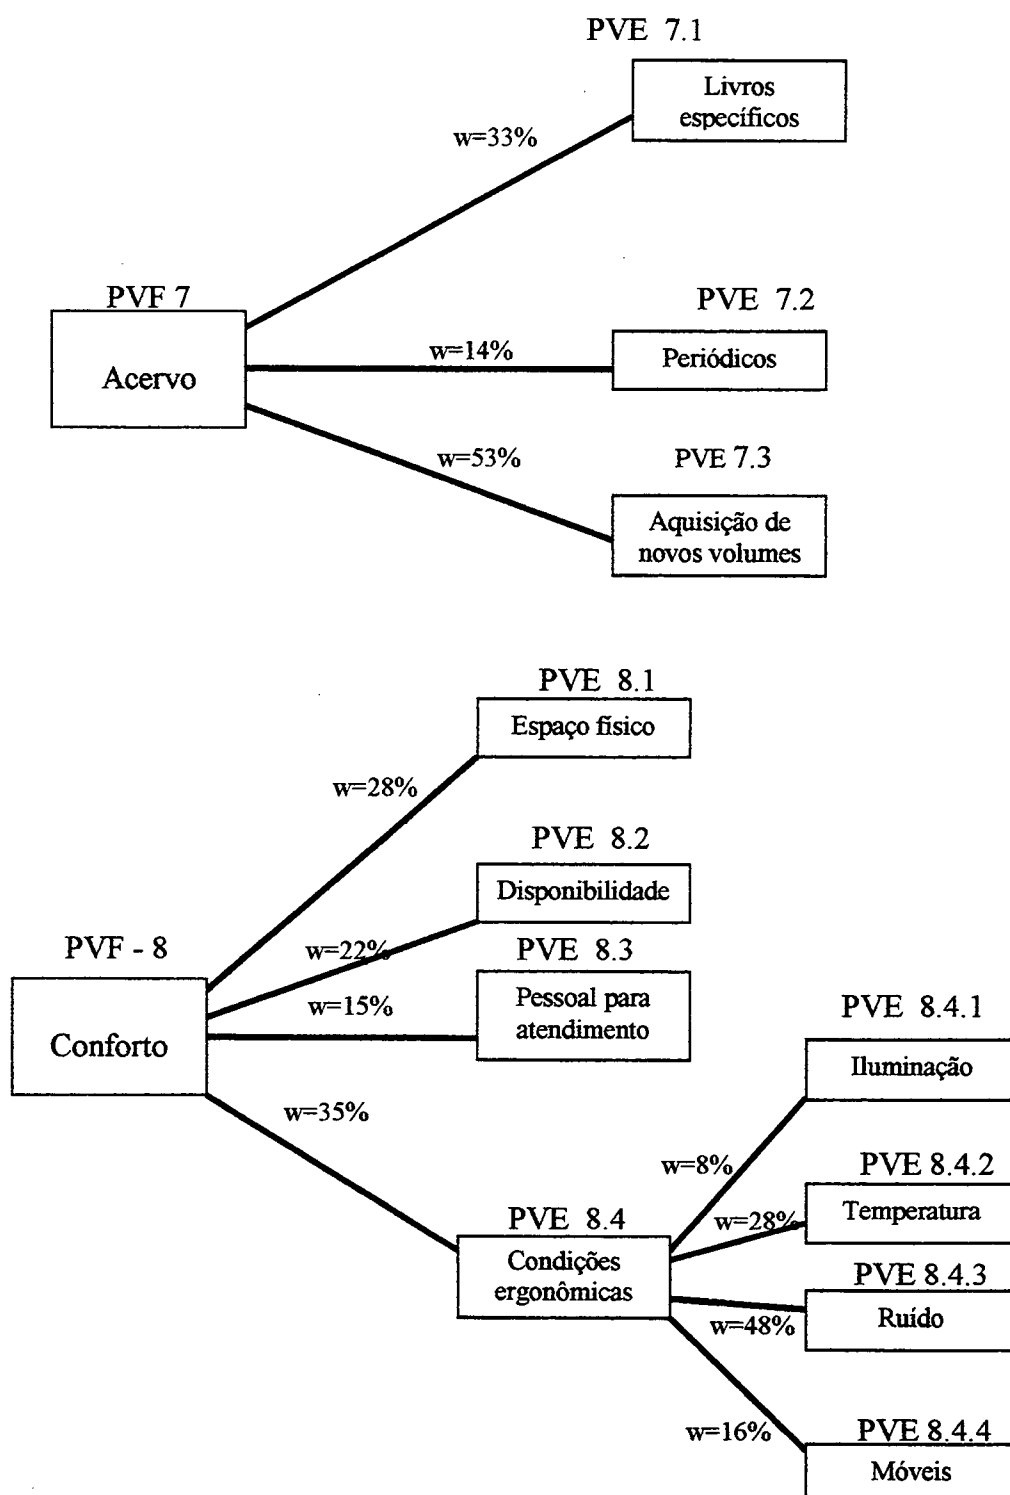 PVE 7.1
Livros
específicos
w=33%
PVF 7
Acervo
PVE 7.2
w=14%
Periódicos
w=53%
PVE 7.3
Aquisição de
novos volumes
PVE 8.1
Espaço físico
w=28%
PVE 8.2
Disponibilidade
PVF - 8
Conforto
w=22%
PVE 8.3
w=15%
Pessoal para
atendimento
w=35%
PVE 8.4
Condições
ergonômicas
PVE 8.4.1
Iluminação
w=8%
PVE 8.4.2
w=28%
Temperatura
PVE 8.4.3
Ruído
w=48%
w=16%
PVE 8.4.4
Móveis